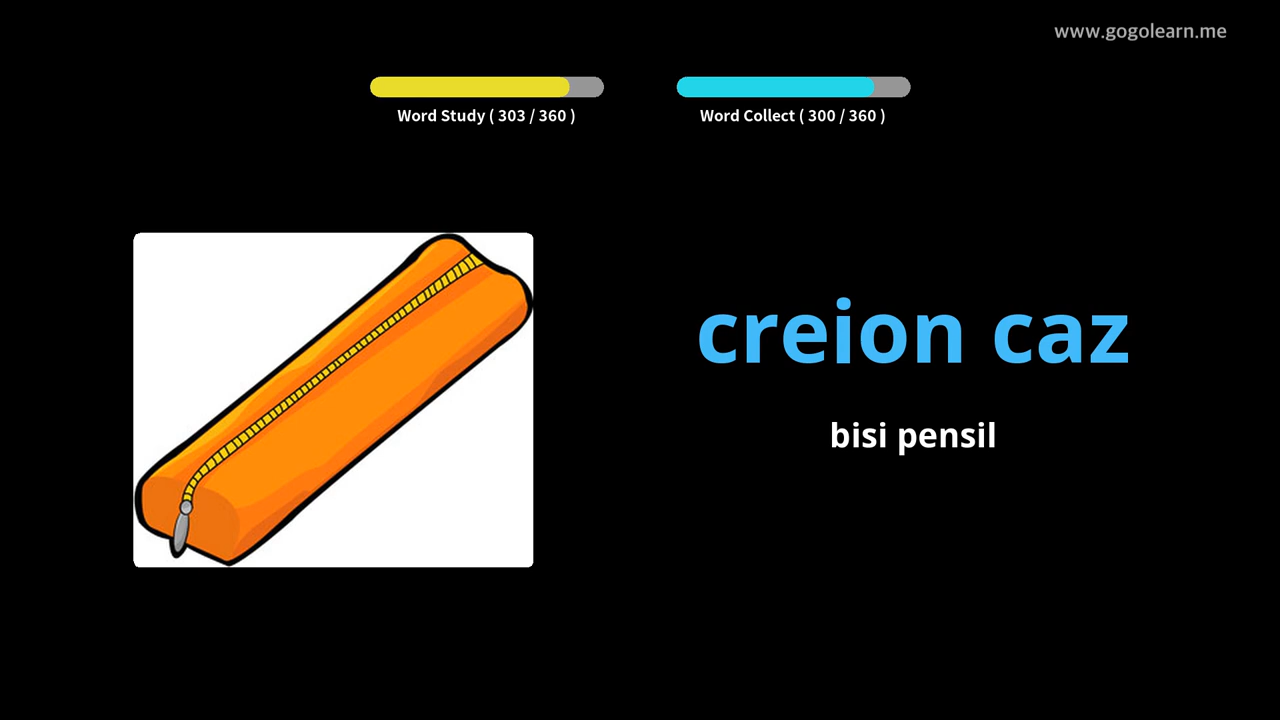 www.gogolearn.me
Word Study ( 303 / 360 )
Word Collect ( 300 / 360 )
creion caz
bisi pensil